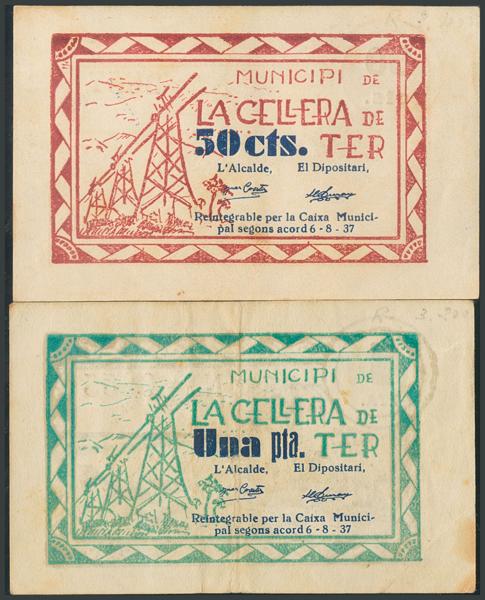 MUNICIPI DE
LA CELLERA DE
50 cts. TER
L'Alcalde, El Dipositari,
Reintegrable per la Caixa Munici-
pal segons acord 6 - 8 - 37
MUNICIPI DE
LA CELLERA DE
Una pta. TER
L'Alcalde, El Dipositari,
Reintegrable per la Caixa Munici-
pal segons acord 6 - 8 - 37